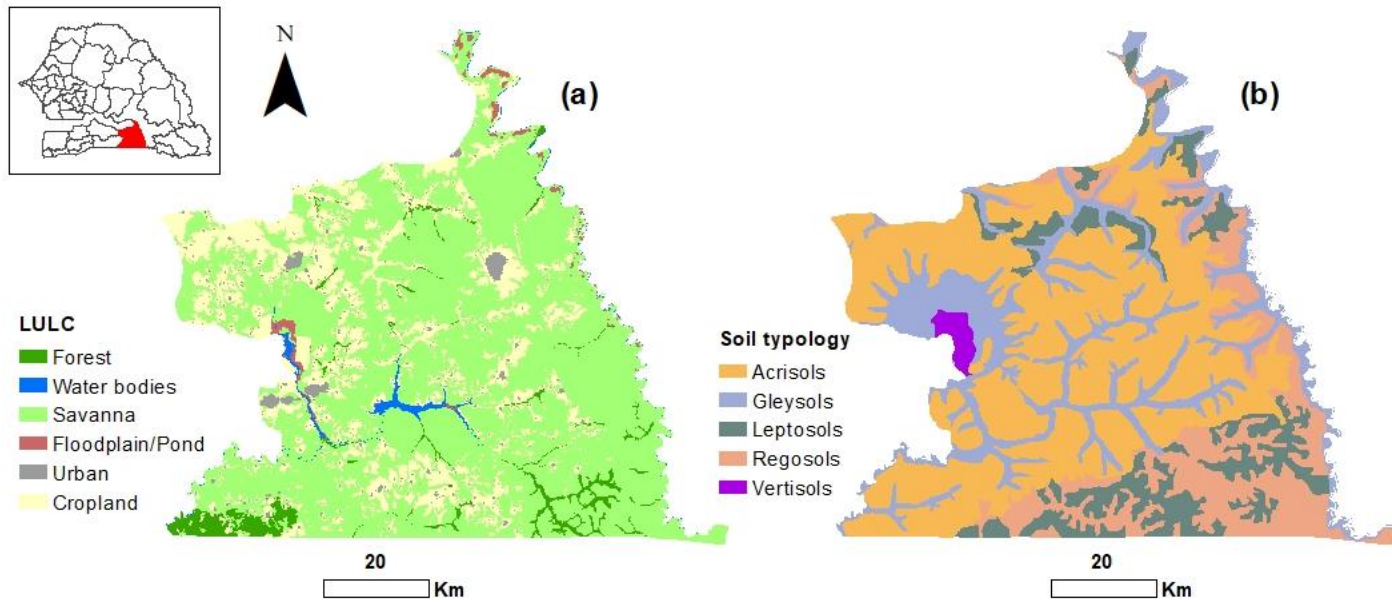 N
(a)
LULC
Forest
Water bodies
Savanna
Floodplain/Pond
Urban
Cropland
20
Km
(b)
Soil typology
Acrisols
Gleysols
Leptosols
Regosols
Vertisols
20
Km